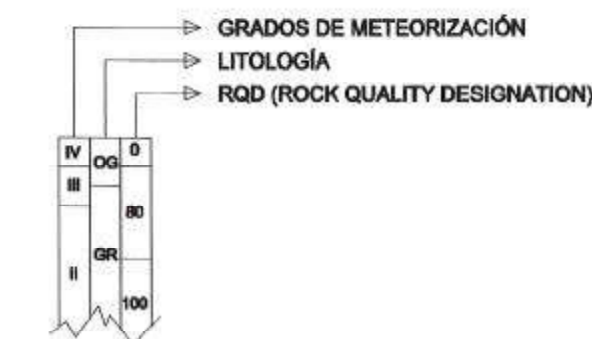 GRADOS DE METEORIZACIÓN
LITOLOGÍA
RQD (ROCK QUALITY DESIGNATION)
IV OG 0
III
80
GR
II
100